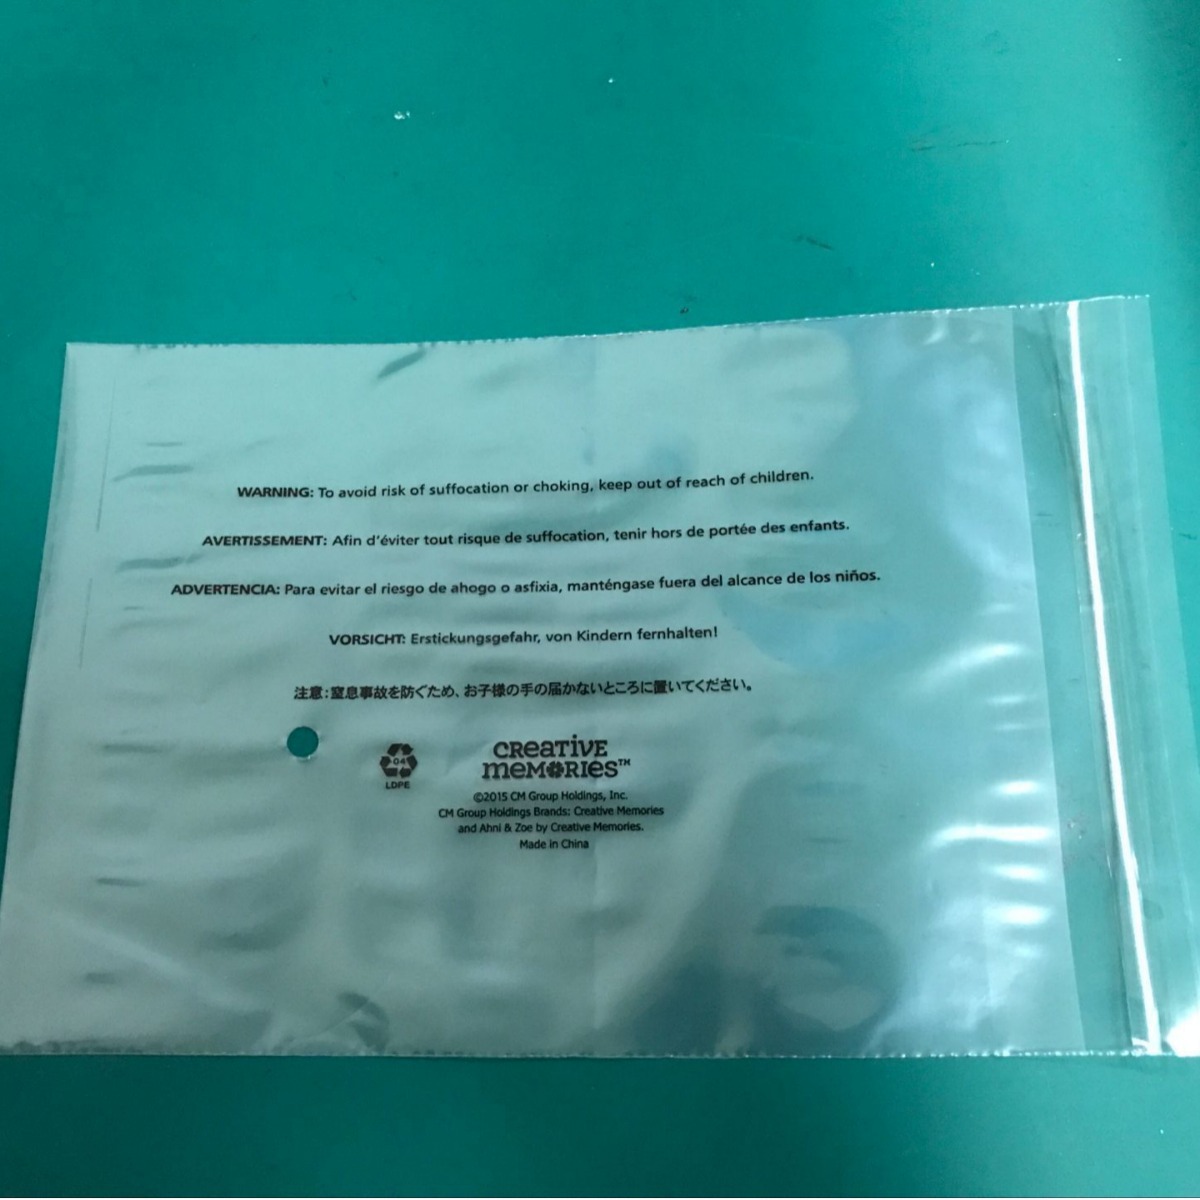 WARNING: To avoid risk of suffocation or choking, keep out of reach of children.
AVERTISSEMENT: Afin d'éviter tout risque de suffocation, tenir hors de portée des enfants.
ADVERTENCIA: Para evitar el riesgo de ahogo o asfixia, manténgase fuera del alcance de los niños.
VORSICHT: Erstickungsgefahr, von Kindern fernhalten!
注意：窒息事故を防ぐため、お子様の手の届かないところに置いてください。
04
LDPE
CReaTiVE
meMORies™
©2015 CM Group Holdings, Inc.
CM Group Holdings Brands: Creative Memories
and Ahni & Zoe by Creative Memories.
Made in China